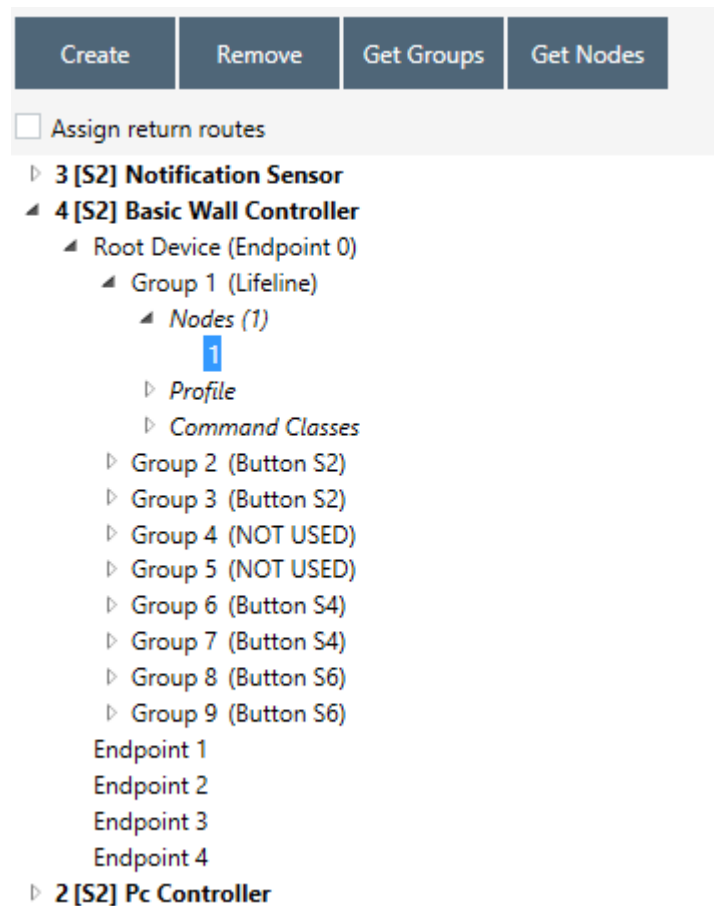 Create Remove Get Groups Get Nodes
Assign return routes
3 [S2] Notification Sensor
4 [S2] Basic Wall Controller
Root Device (Endpoint 0)
Group 1 (Lifeline)
Nodes (1)
1
Profile
Command Classes
Group 2 (Button S2)
Group 3 (Button S2)
Group 4 (NOT USED)
Group 5 (NOT USED)
Group 6 (Button S4)
Group 7 (Button S4)
Group 8 (Button S6)
Group 9 (Button S6)
Endpoint 1
Endpoint 2
Endpoint 3
Endpoint 4
2 [S2] Pc Controller